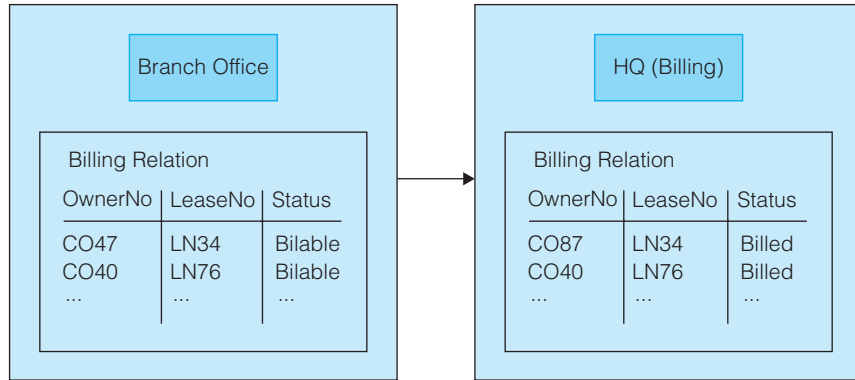 Branch Office
Billing Relation
OwnerNo LeaseNo Status
CO47 LN34 Bilable
CO40 LN76 Bilable
... ... ...
HQ (Billing)
Billing Relation
OwnerNo LeaseNo Status
CO87 LN34 Billed
CO40 LN76 Billed
... ... ...